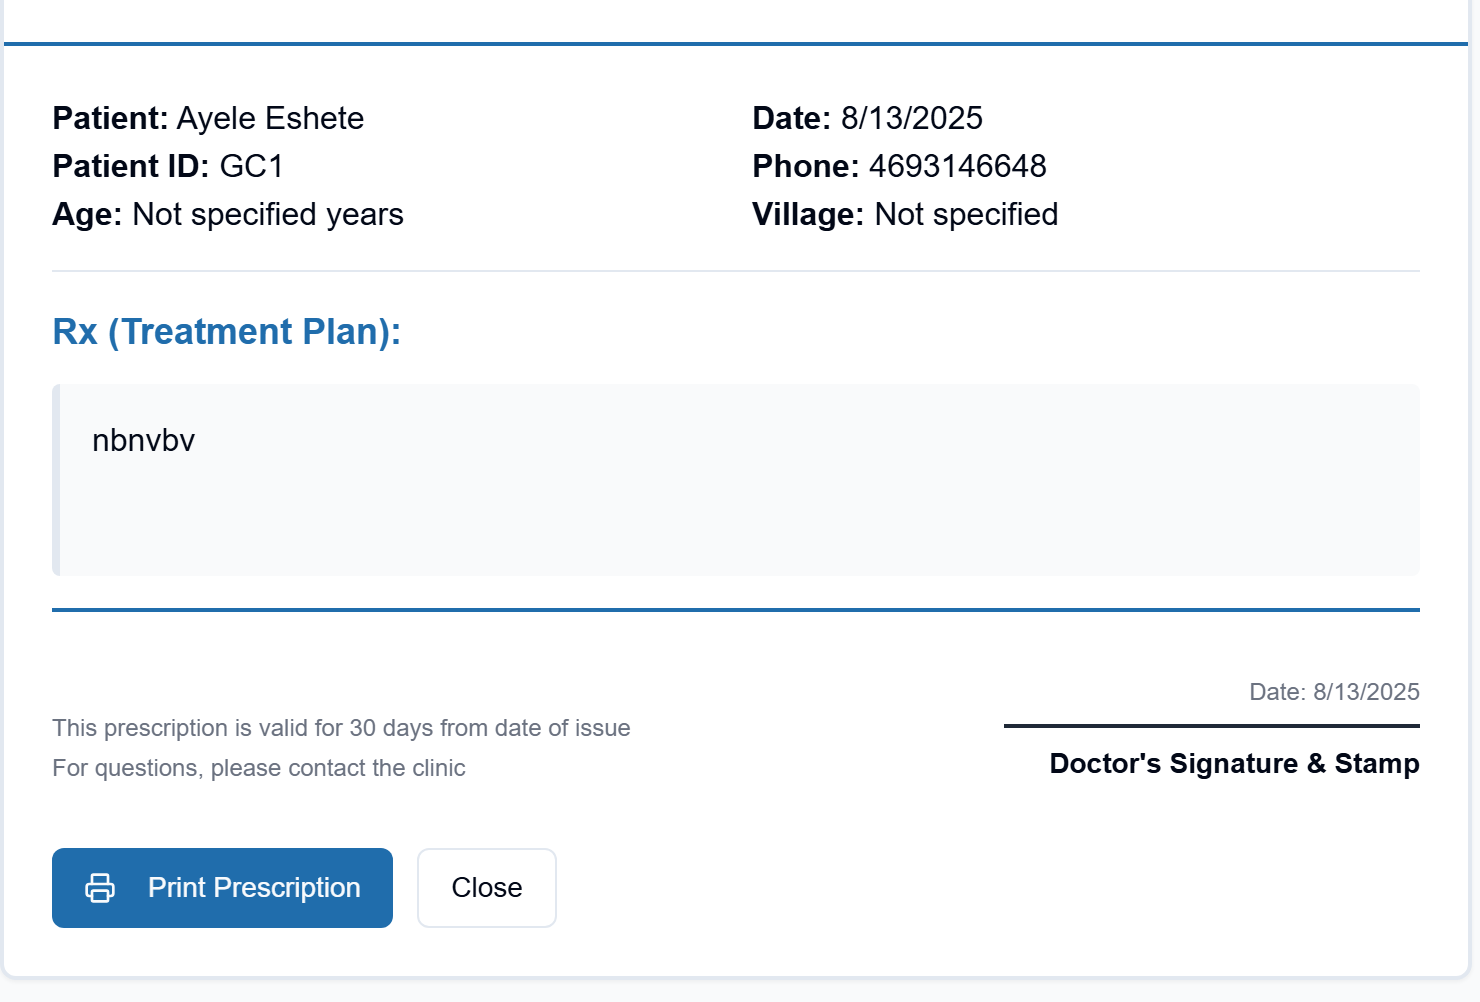 Patient: Ayele Eshete
Date: 8/13/2025
Patient ID: GC1
Phone: 4693146648
Age: Not specified years
Village: Not specified
Rx (Treatment Plan):
nbnvbv
Date: 8/13/2025
This prescription is valid for 30 days from date of issue
For questions, please contact the clinic
Doctor's Signature & Stamp
Print Prescription
Close